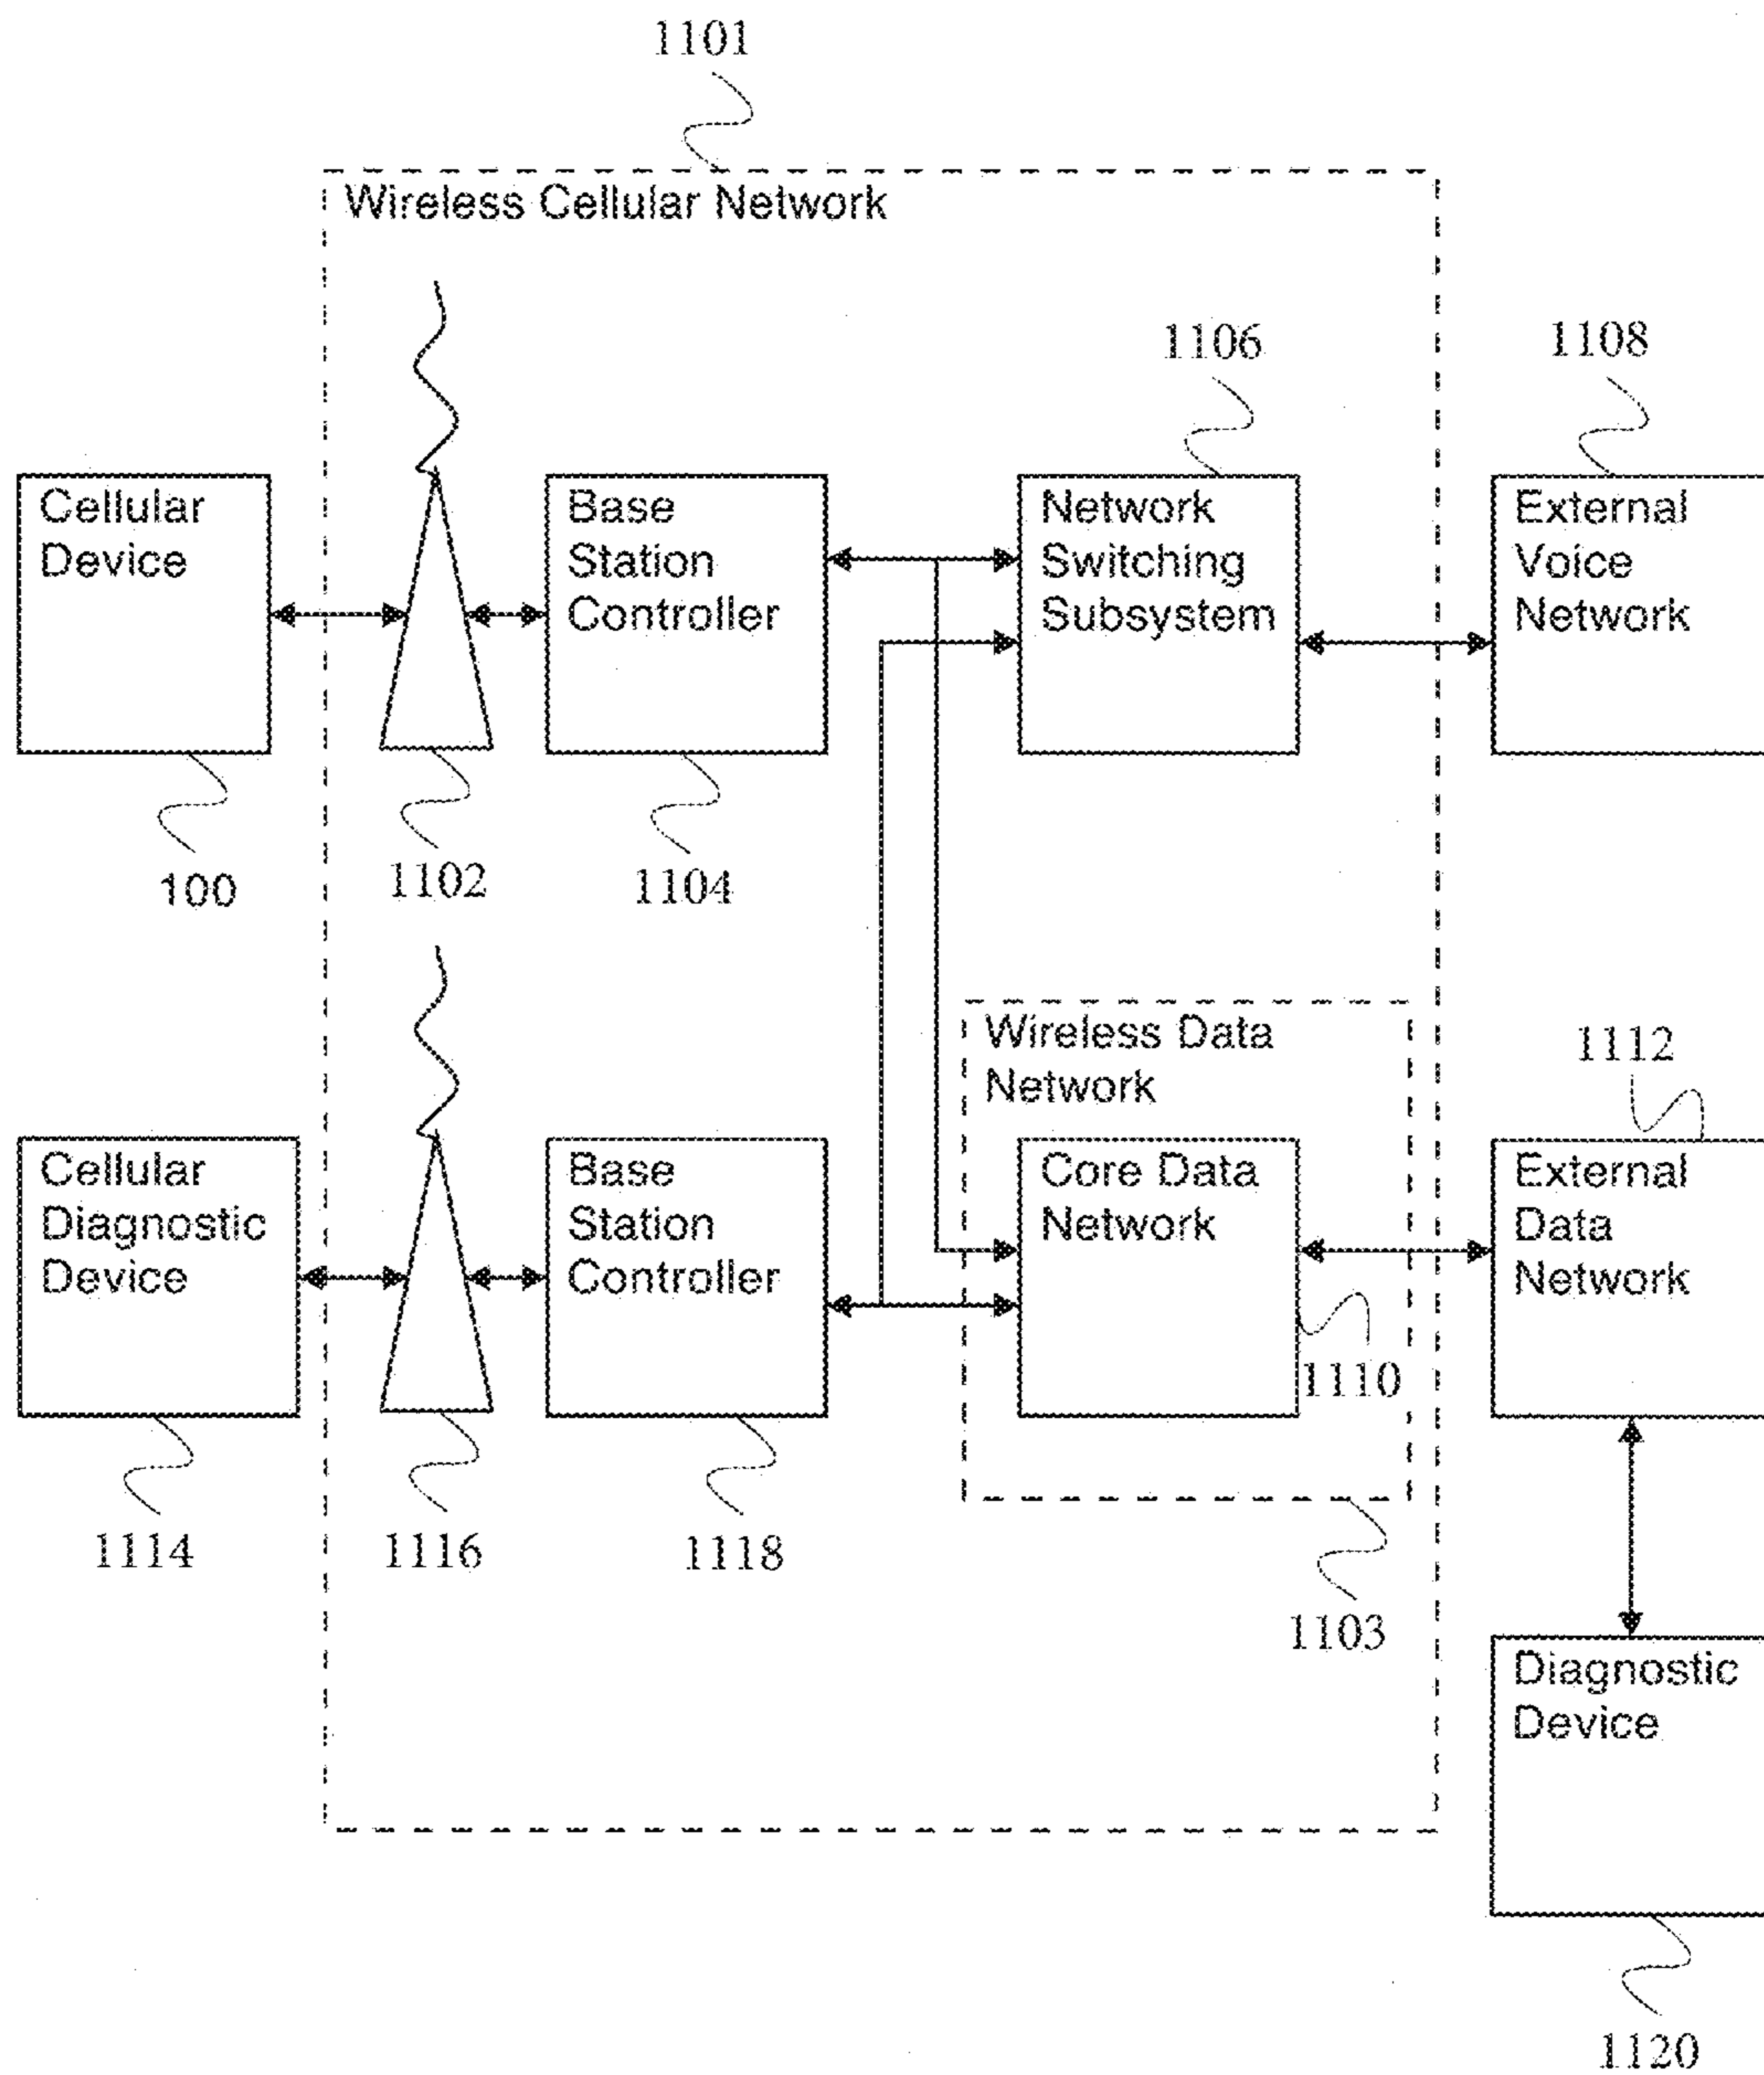 1101
Wireless Cellular Network
1106
1108
Cellular
Device
Base
Station
Controller
Network
Switching
Subsystem
External
Voice
Network
100
1102
1104
Wireless Data
Network
1112
Cellular
Diagnostic
Device
Base
Station
Controller
Core Data
Network
External
Data
Network
1110
1114
1116
1118
1103
Diagnostic
Device
1120